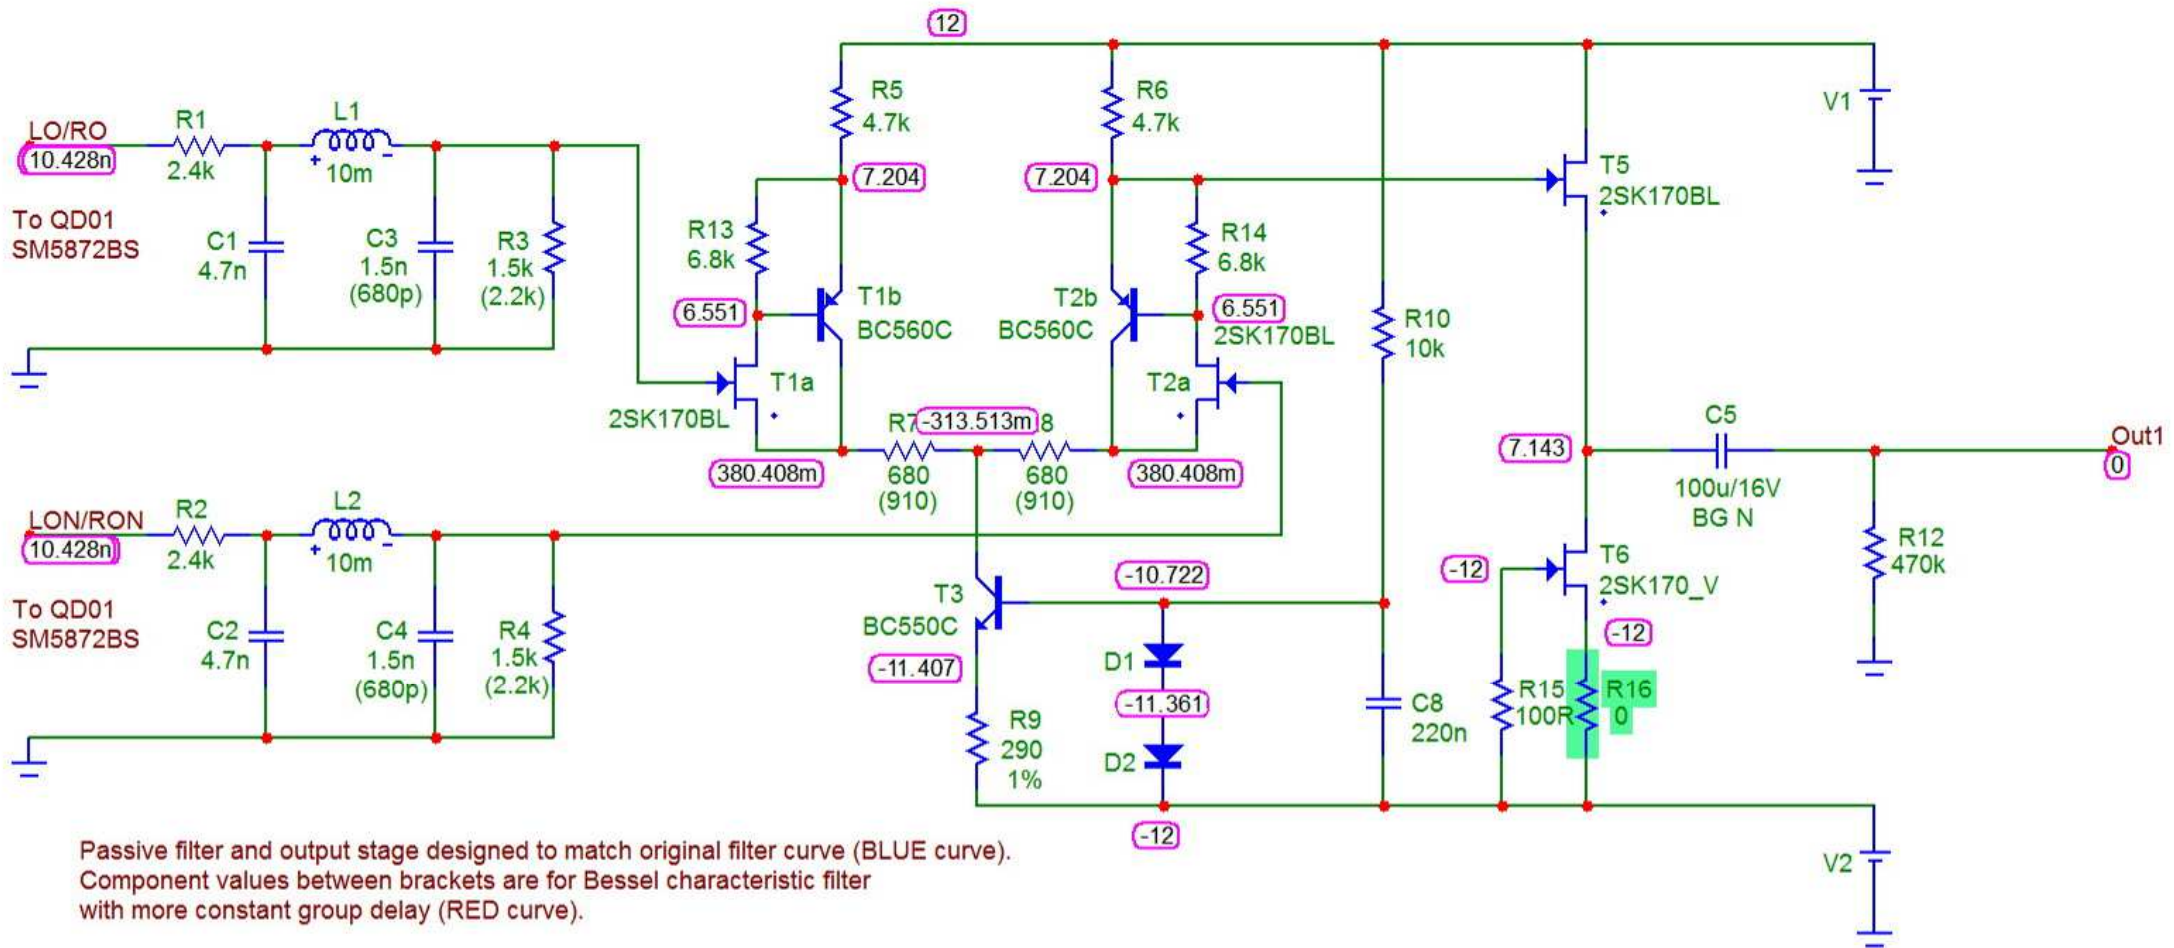 12
LO/RO
10.428n
R1
2.4k
L1
+
-
10m
To QD01
SM5872BS
C1
4.7n
C3
1.5n
(680p)
R3
1.5k
(2.2k)
R5
4.7k
R6
4.7k
7.204
7.204
R13
6.8k
R14
6.8k
6.551
6.551
T1b
BC560C
T2b
BC560C
2SK170BL
T1a
2SK170BL
T2a
R7
-313.513m
8
680
(910)
680
(910)
380.408m
380.408m
R10
10k
T5
2SK170BL
V1
7.143
C5
100u/16V
BG N
Out1
0
R12
470k
LON/RON
10.428n
R2
2.4k
L2
+
-
10m
To QD01
SM5872BS
C2
4.7n
C4
1.5n
(680p)
R4
1.5k
(2.2k)
T3
BC550C
-11.407
R9
290
1%
-10.722
D1
-11.361
D2
-12
C8
220n
-12
T6
2SK170_V
-12
R15
100R
R16
0
V2
Passive filter and output stage designed to match original filter curve (BLUE curve).
Component values between brackets are for Bessel characteristic filter
with more constant group delay (RED curve).